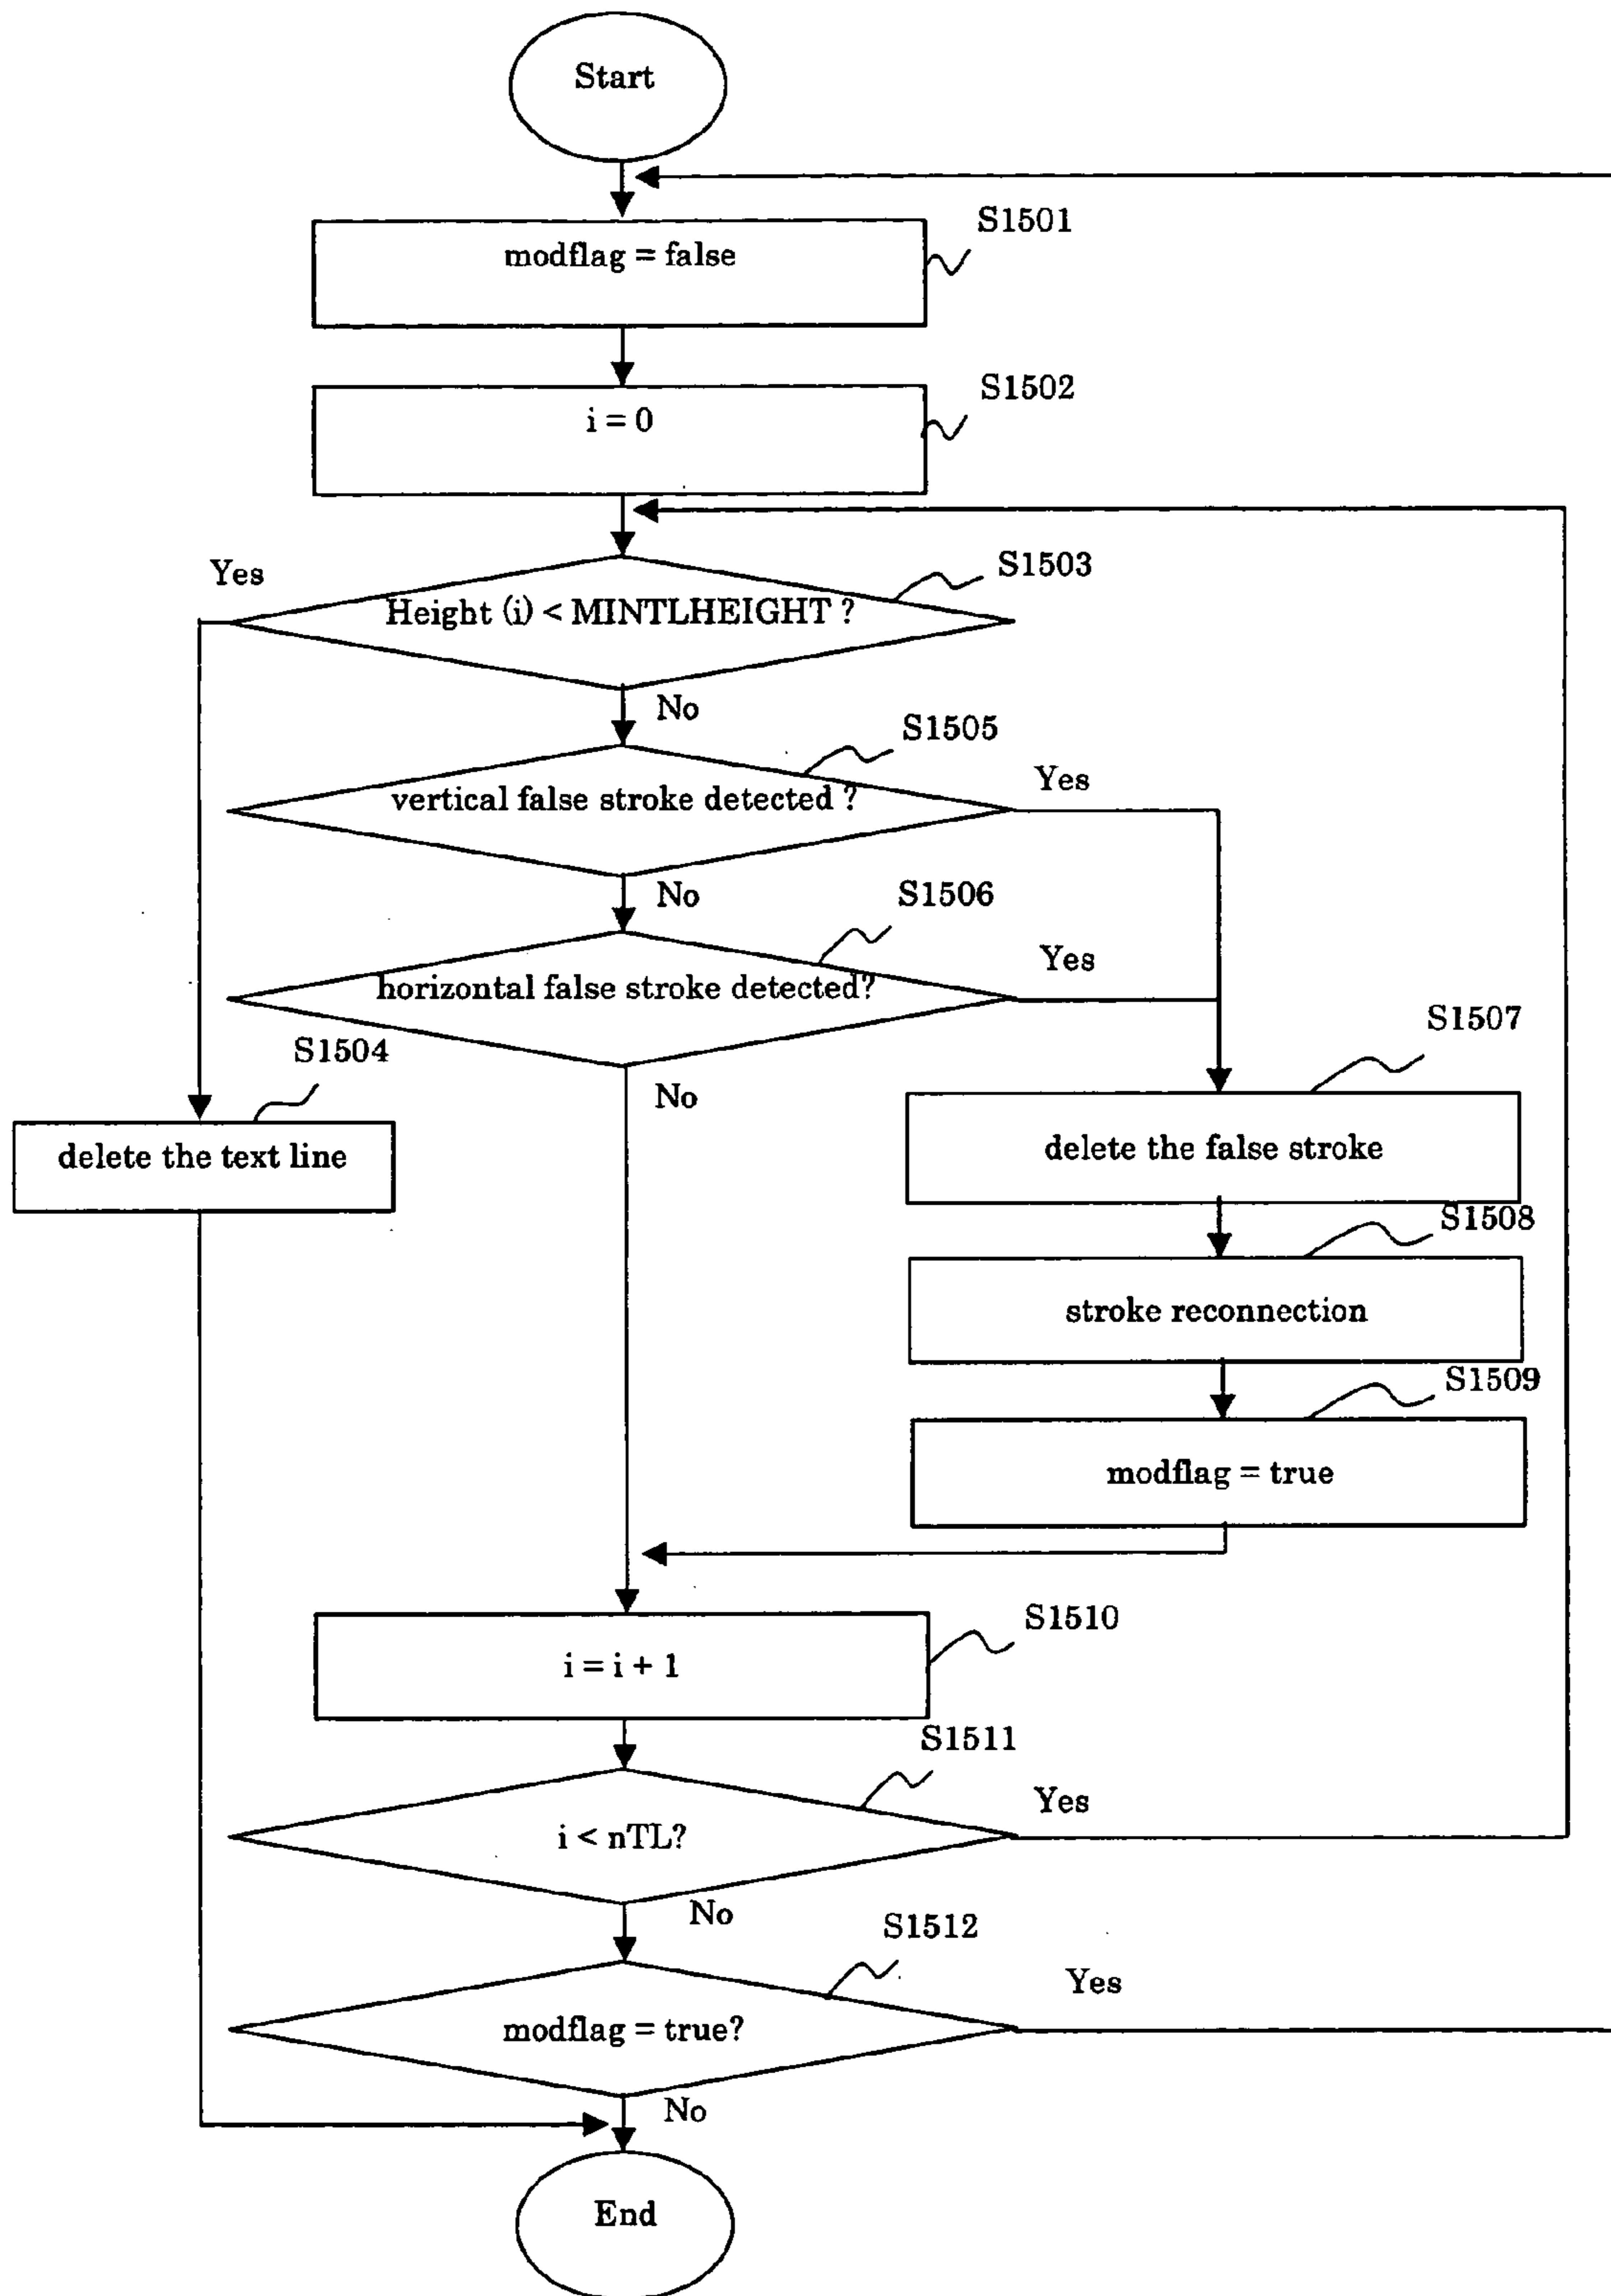 Start
S1501
modflag = false
S1502
i = 0
S1503
Yes
Height (i) < MINTLHEIGHT ?
No
S1505
vertical false stroke detected ?
Yes
No
S1506
horizontal false stroke detected?
Yes
No
S1504
delete the text line
S1507
delete the false stroke
S1508
stroke reconnection
S1509
modflag = true
S1510
i = i + 1
S1511
i < nTL?
Yes
No
S1512
modflag = true?
Yes
No
End